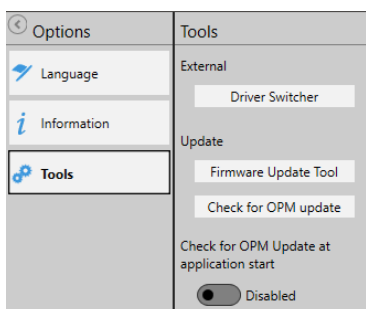 Options
Language
Information
Tools
Tools
External
Driver Switcher
Update
Firmware Update Tool
Check for OPM update
Check for OPM Update at
application start
Disabled